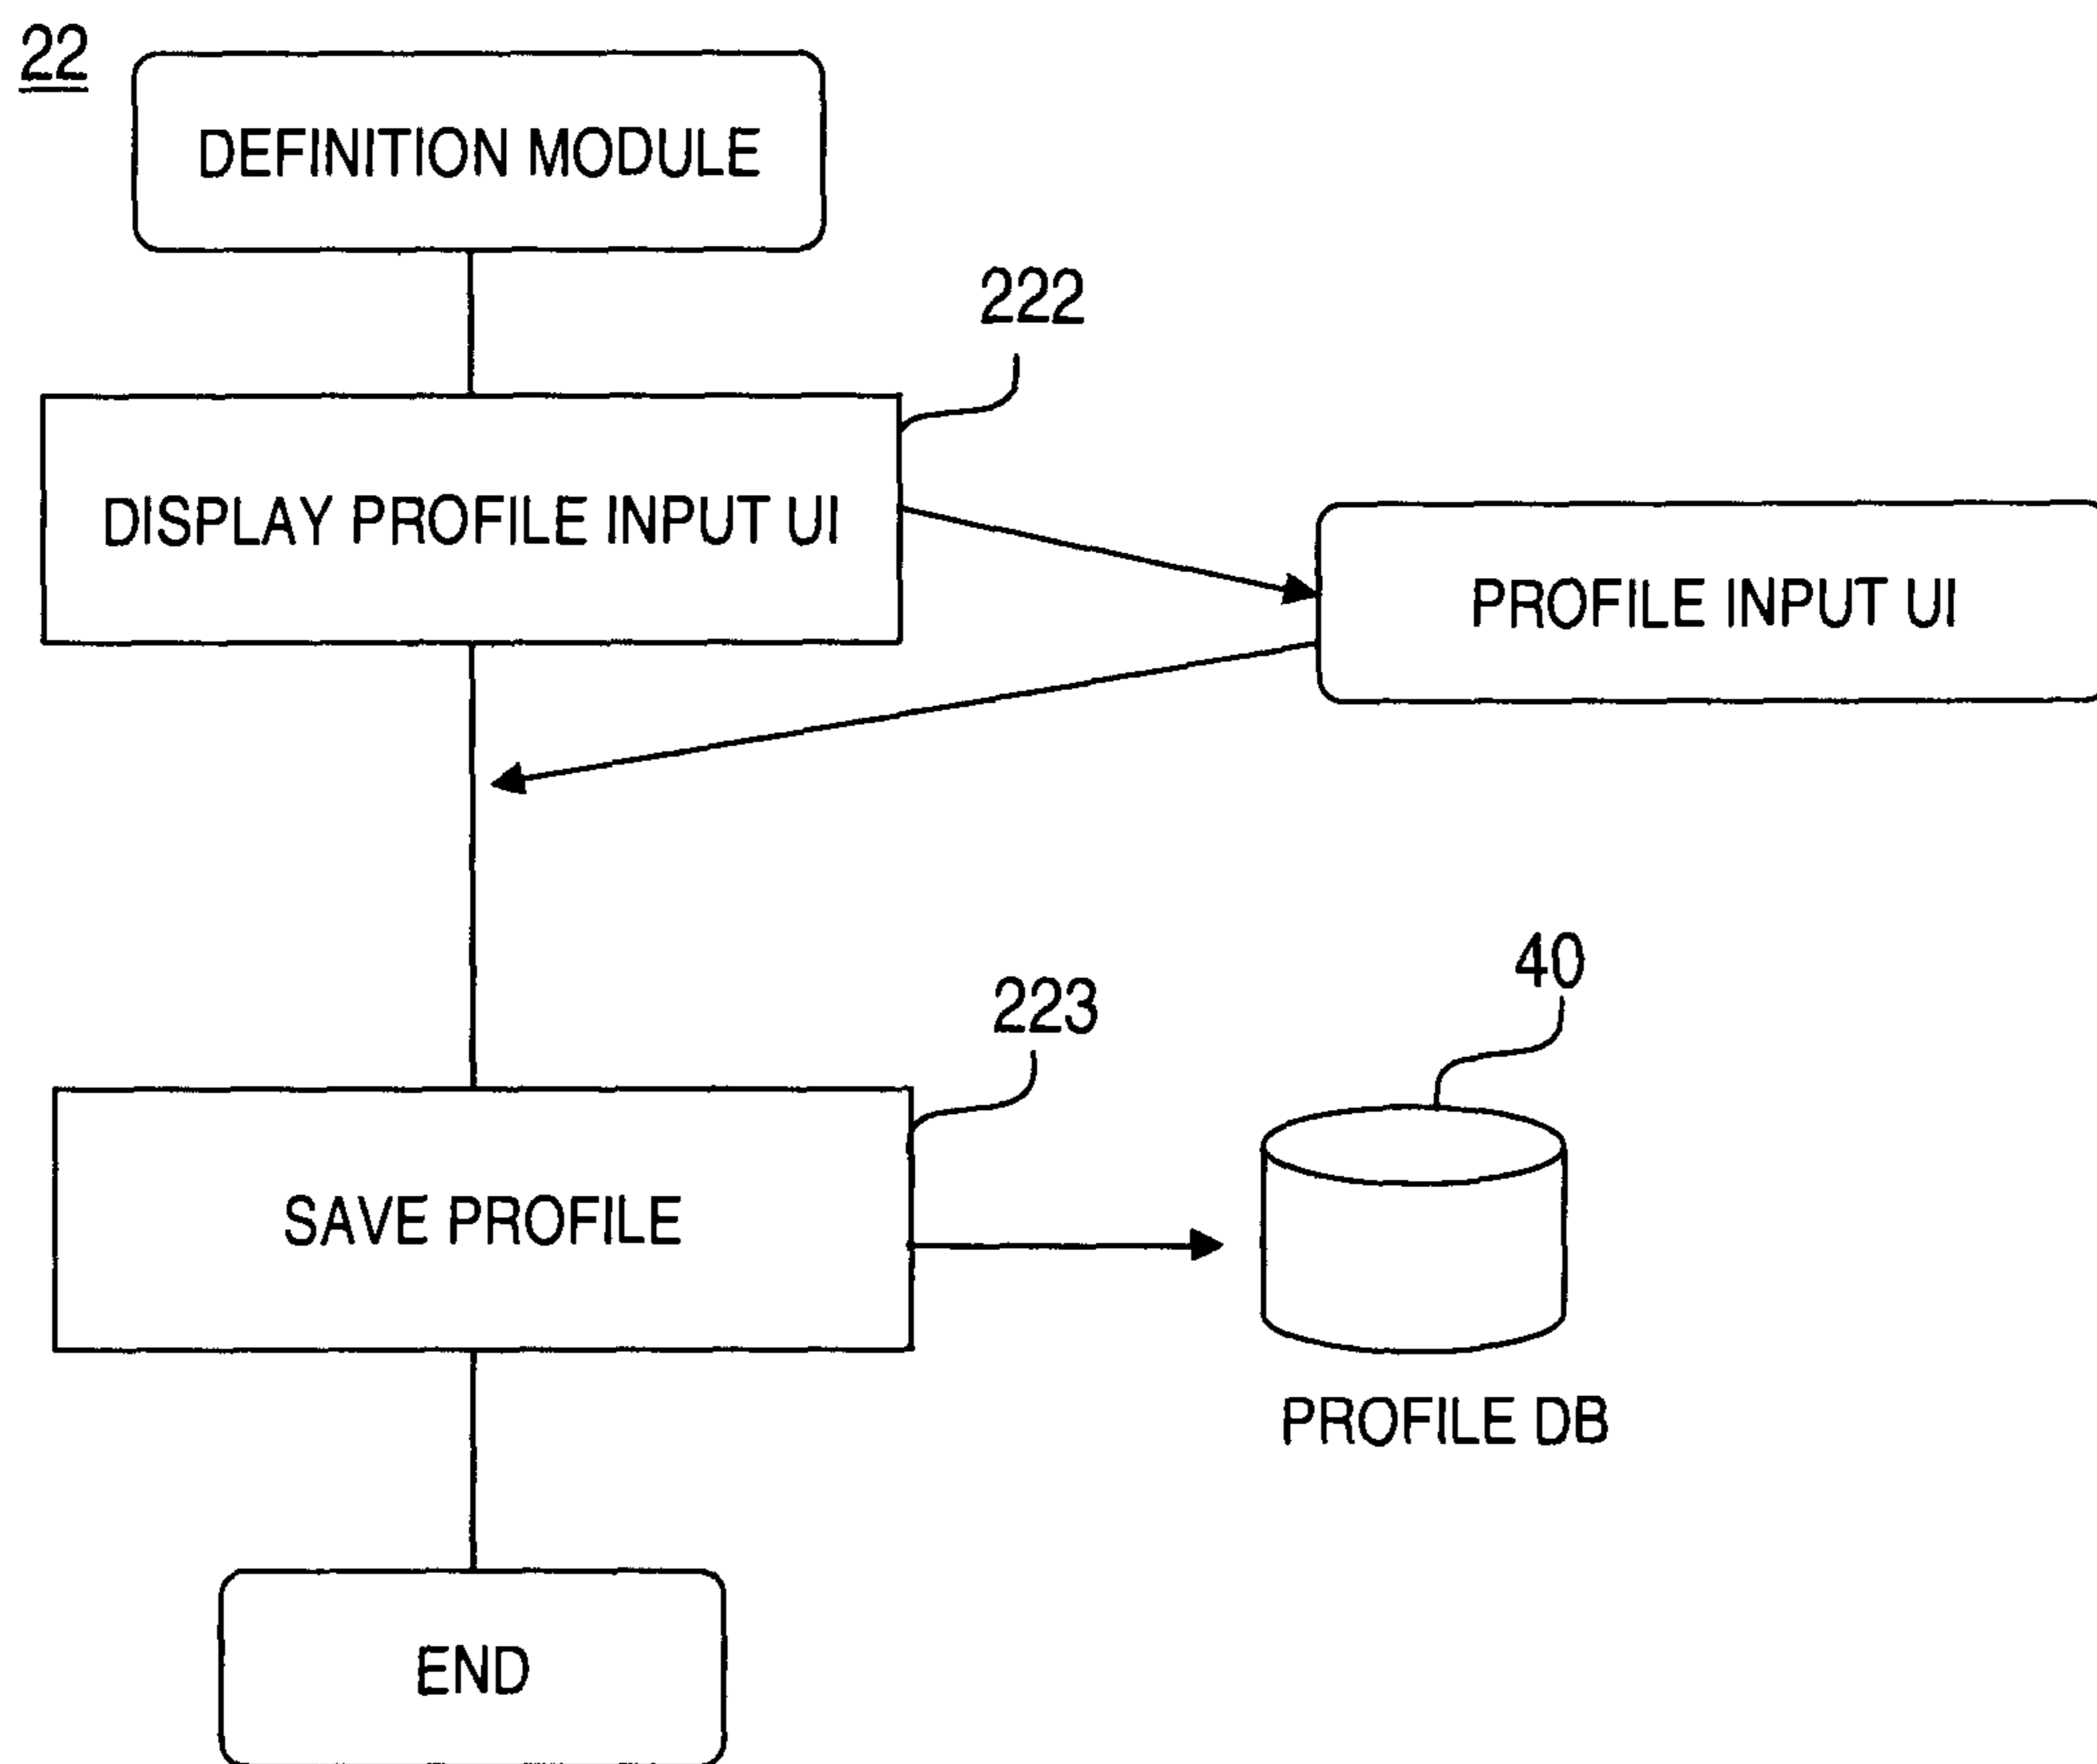 22
DEFINITION MODULE
222
DISPLAY PROFILE INPUT UI
PROFILE INPUT UI
40
223
SAVE PROFILE
PROFILE DB
END